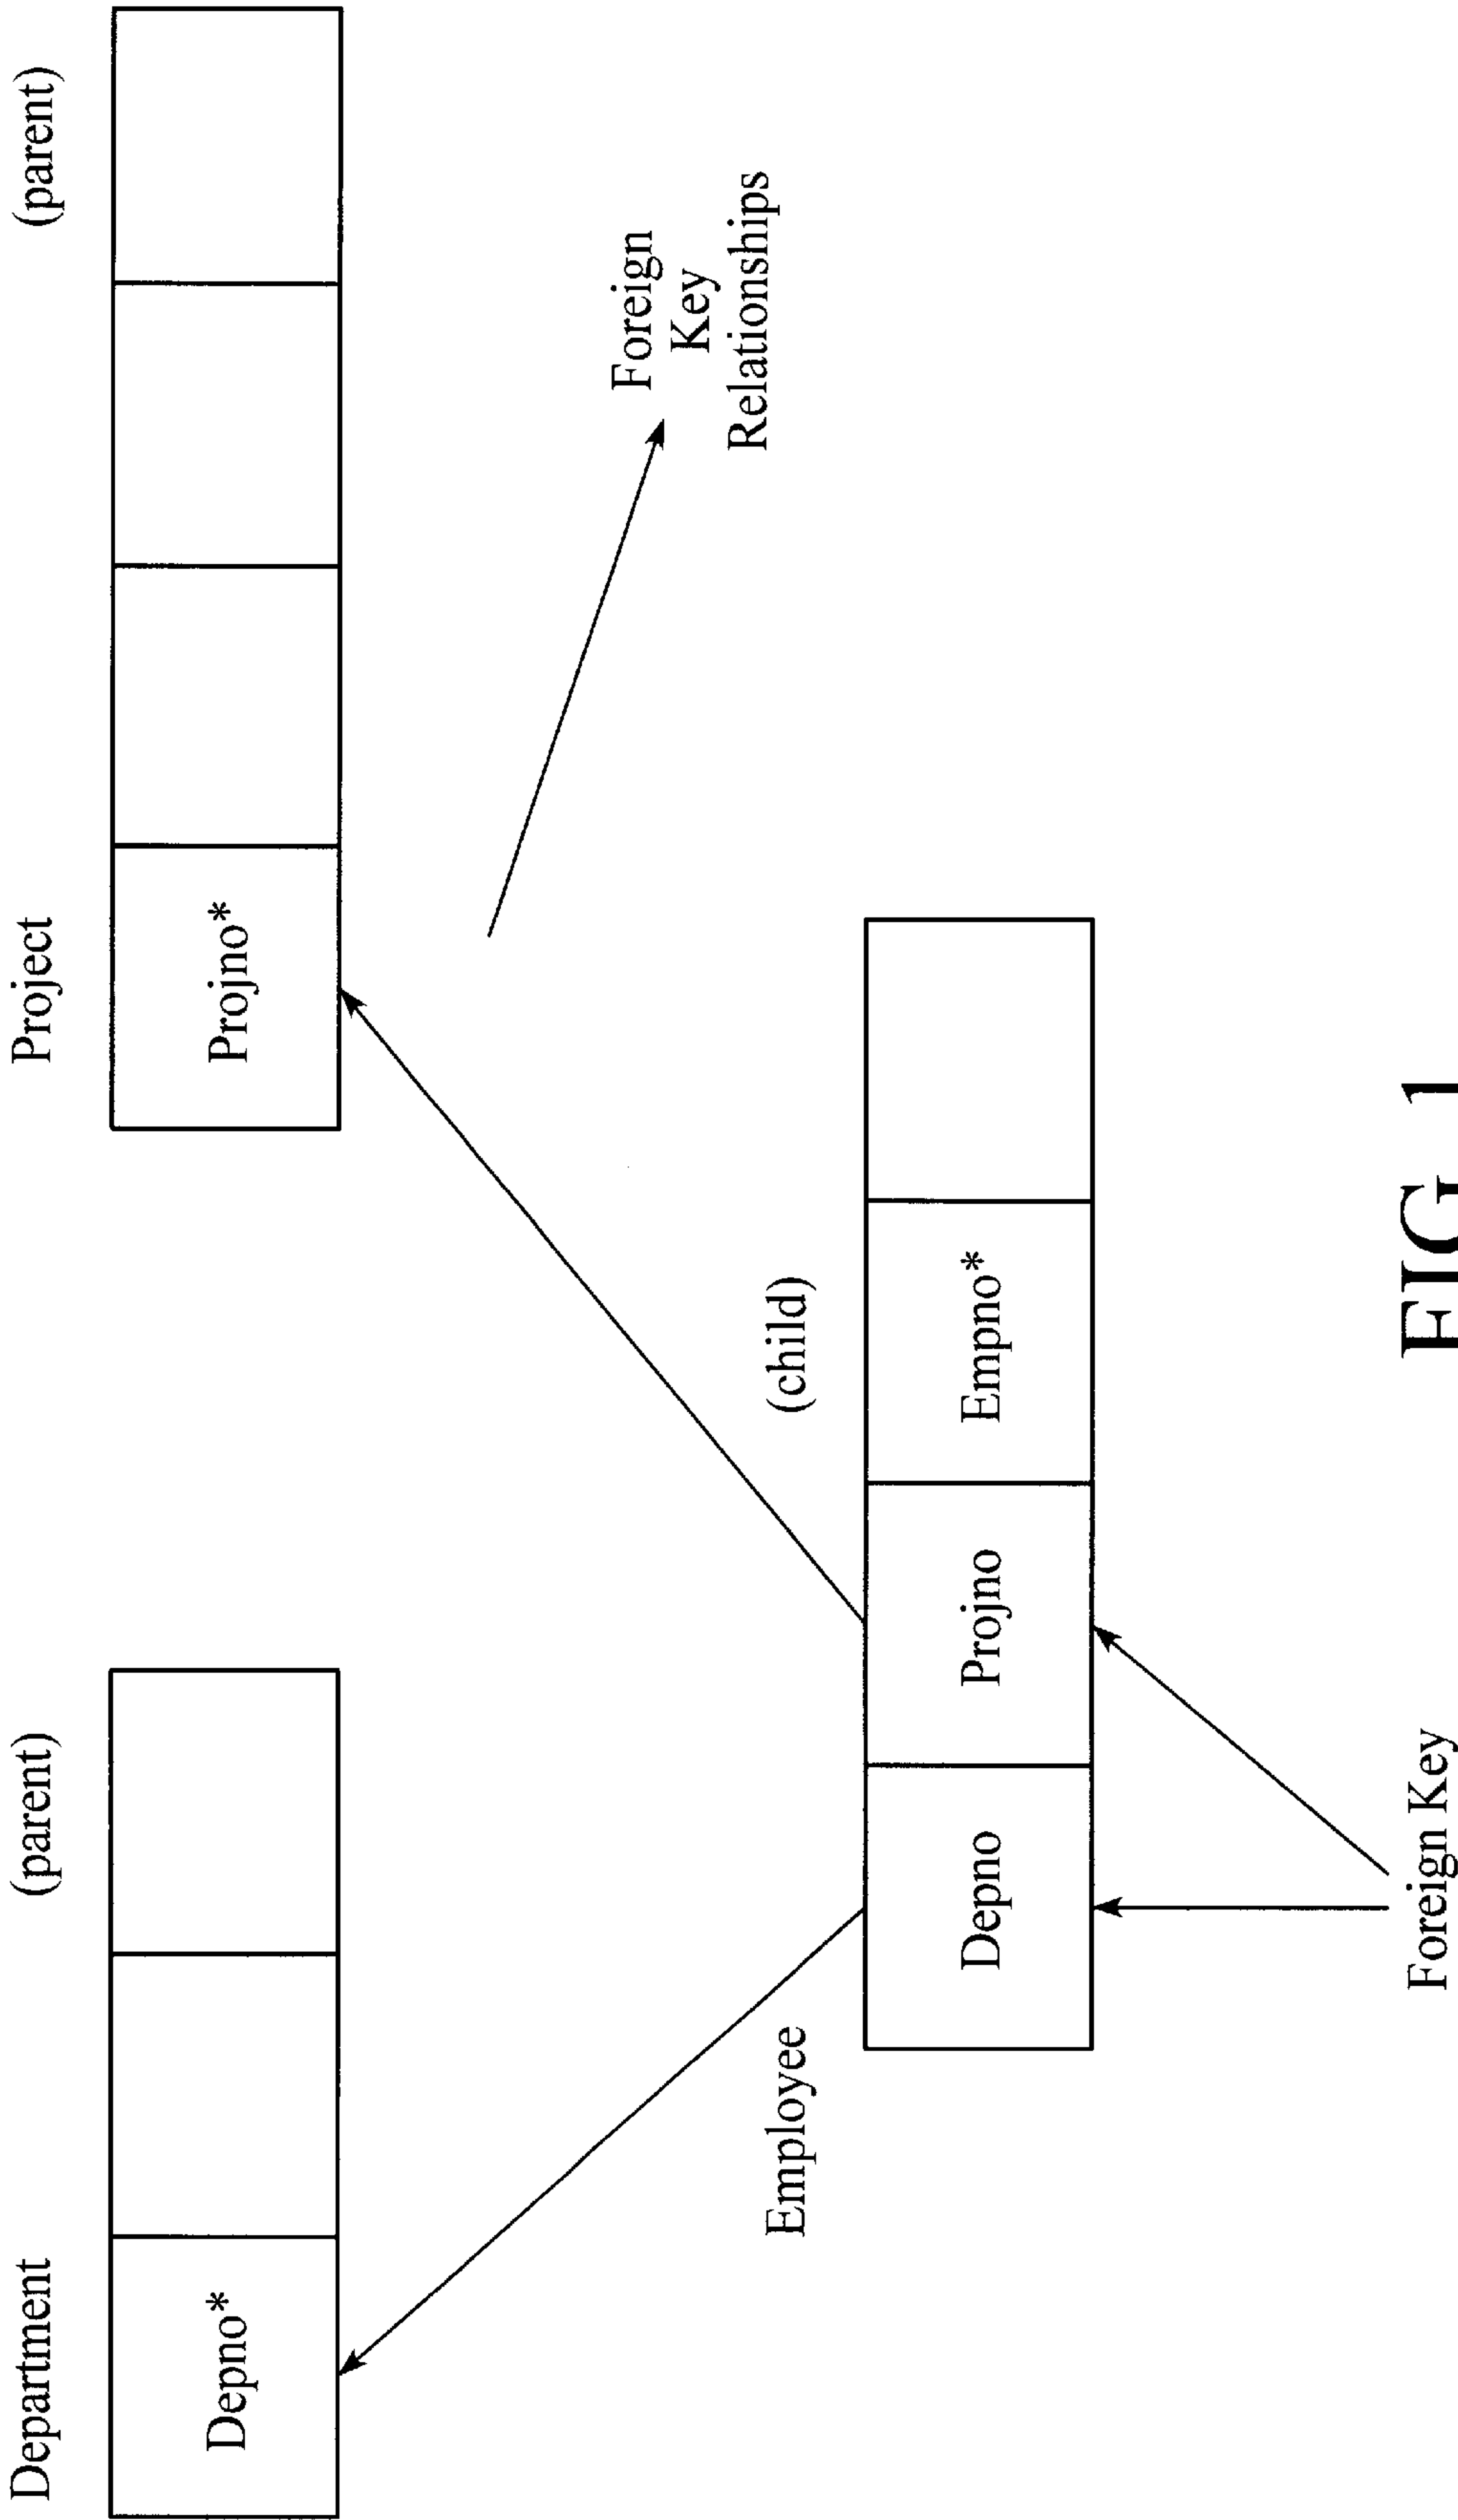 Department
(parent)
Project
(parent)
Depno*
Projno*
Foreign
Key
Relationships
Employee
(child)
Depno
Projno
Empno*
Foreign Key
FIG. 1